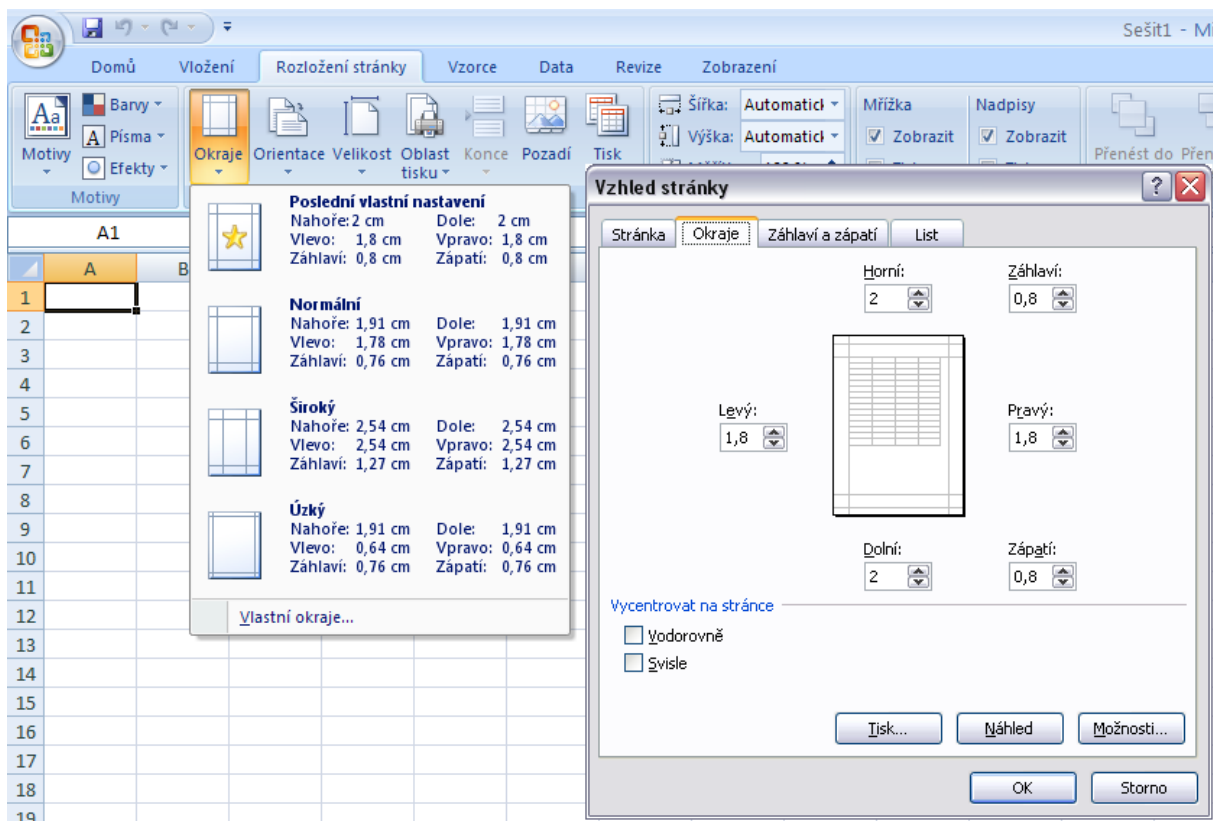 Sešit1 - Mi
Domů Vložení Rozložení stránky Vzorce Data Revize Zobrazení
Aa Barvy Šířka: Automatick Mřížka Nadpisy
A Písma Výška: Automatick Zobrazit Zobrazit
Motivy Efekty Okraje Orientace Velikost Oblast tisku Konce Pozadí Tisk Přenést do Přen
Motivy
A1
A B
1
2
3
4
5
6
7
8
9
10
11
12
13
14
15
16
17
18
19
Poslední vlastní nastavení
Nahoře: 2 cm Dole: 2 cm
Vlevo: 1,8 cm Vpravo: 1,8 cm
Záhlaví: 0,8 cm Zápatí: 0,8 cm
Normální
Nahoře: 1,91 cm Dole: 1,91 cm
Vlevo: 1,78 cm Vpravo: 1,78 cm
Záhlaví: 0,76 cm Zápatí: 0,76 cm
Široký
Nahoře: 2,54 cm Dole: 2,54 cm
Vlevo: 2,54 cm Vpravo: 2,54 cm
Záhlaví: 1,27 cm Zápatí: 1,27 cm
Úzký
Nahoře: 1,91 cm Dole: 1,91 cm
Vlevo: 0,64 cm Vpravo: 0,64 cm
Záhlaví: 0,76 cm Zápatí: 0,76 cm
Vlastní okraje...
Vzhled stránky
Stránka Okraje Záhlaví a zápatí List
Horní: Záhlaví:
2 0,8
Levý: Pravý:
1,8 1,8
Dolní: Zápatí:
2 0,8
Vycentrovat na stránce
Vodorovně
Svisle
Tisk... Náhled Možnosti...
OK Storno